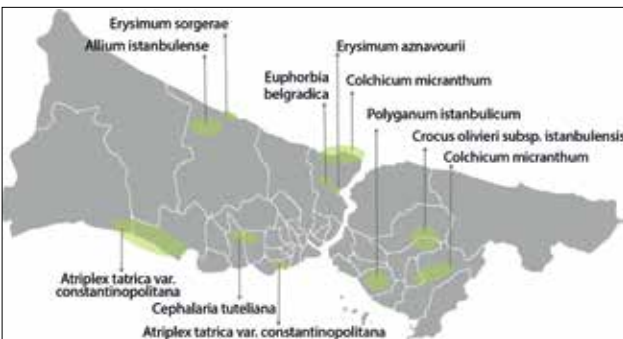 Erysimum sorgerae
Allium istanbulense
Erysimum aznavourii
Euphorbia
belgradica
Colchicum micranthum
Polyganum istanbulicum
Crocus olivieri subsp. istanbulensis
Colchicum micranthum
Atriplex tatrica var.
constantinopolitana
Cephalaria tuteliana
Atriplex tatrica var. constantinopolitana